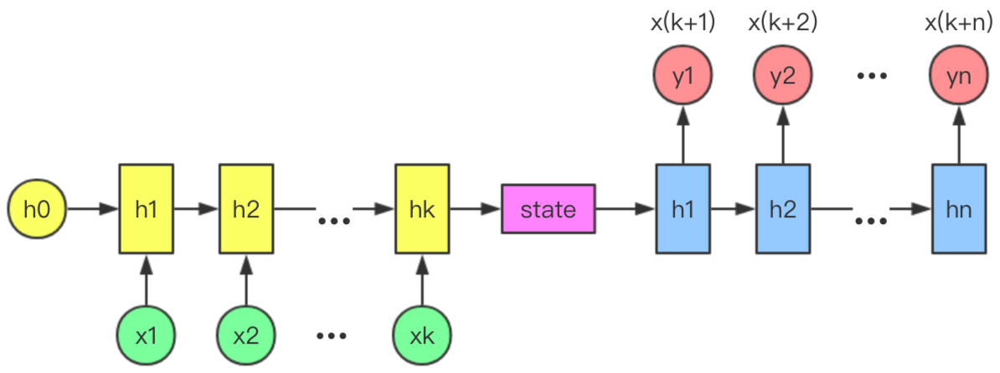 x(k+1) x(k+2) x(k+n)
y1 y2 ••• yn
h0 h1 h2 ••• hk state h1 h2 ••• hn
x1 x2 ••• xk